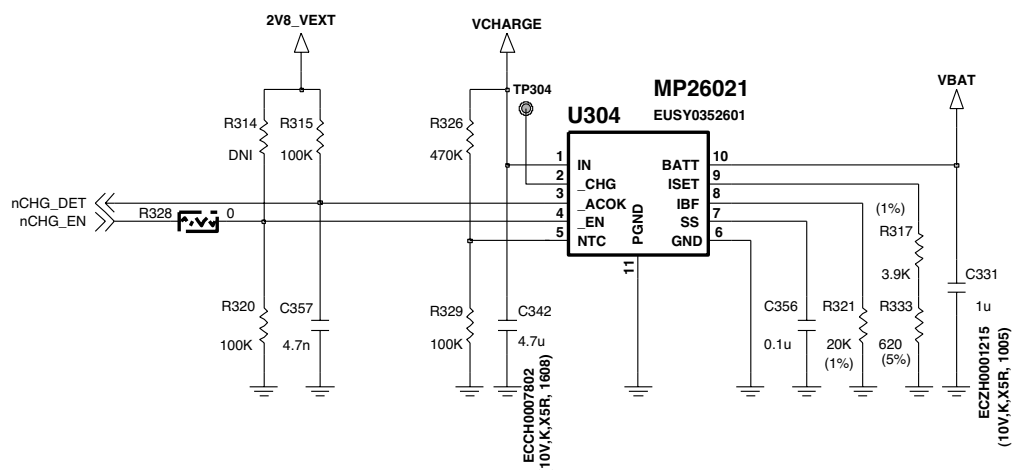 2V8_VEXT
VCHARGE
TP304
MP26021
VBAT
U304
EUSY0352601
R314
R315
R326
DNI
100K
470K
1
IN
BATT
10
2
_CHG
ISET
9
nCHG_DET
3
_ACOK
IBF
8
nCHG_EN
R328
0
4
_EN
SS
7
5
NTC
PGND
GND
6
11
(1%)
R317
3.9K
R320
C357
R329
C342
C356
R321
R333
C331
100K
4.7n
100K
4.7u
0.1u
20K
620
1u
(1%)
(5%)
ECCH0007802
10V,K,X5R, 1608)
ECZH0001215
(10V,K,X5R, 1005)